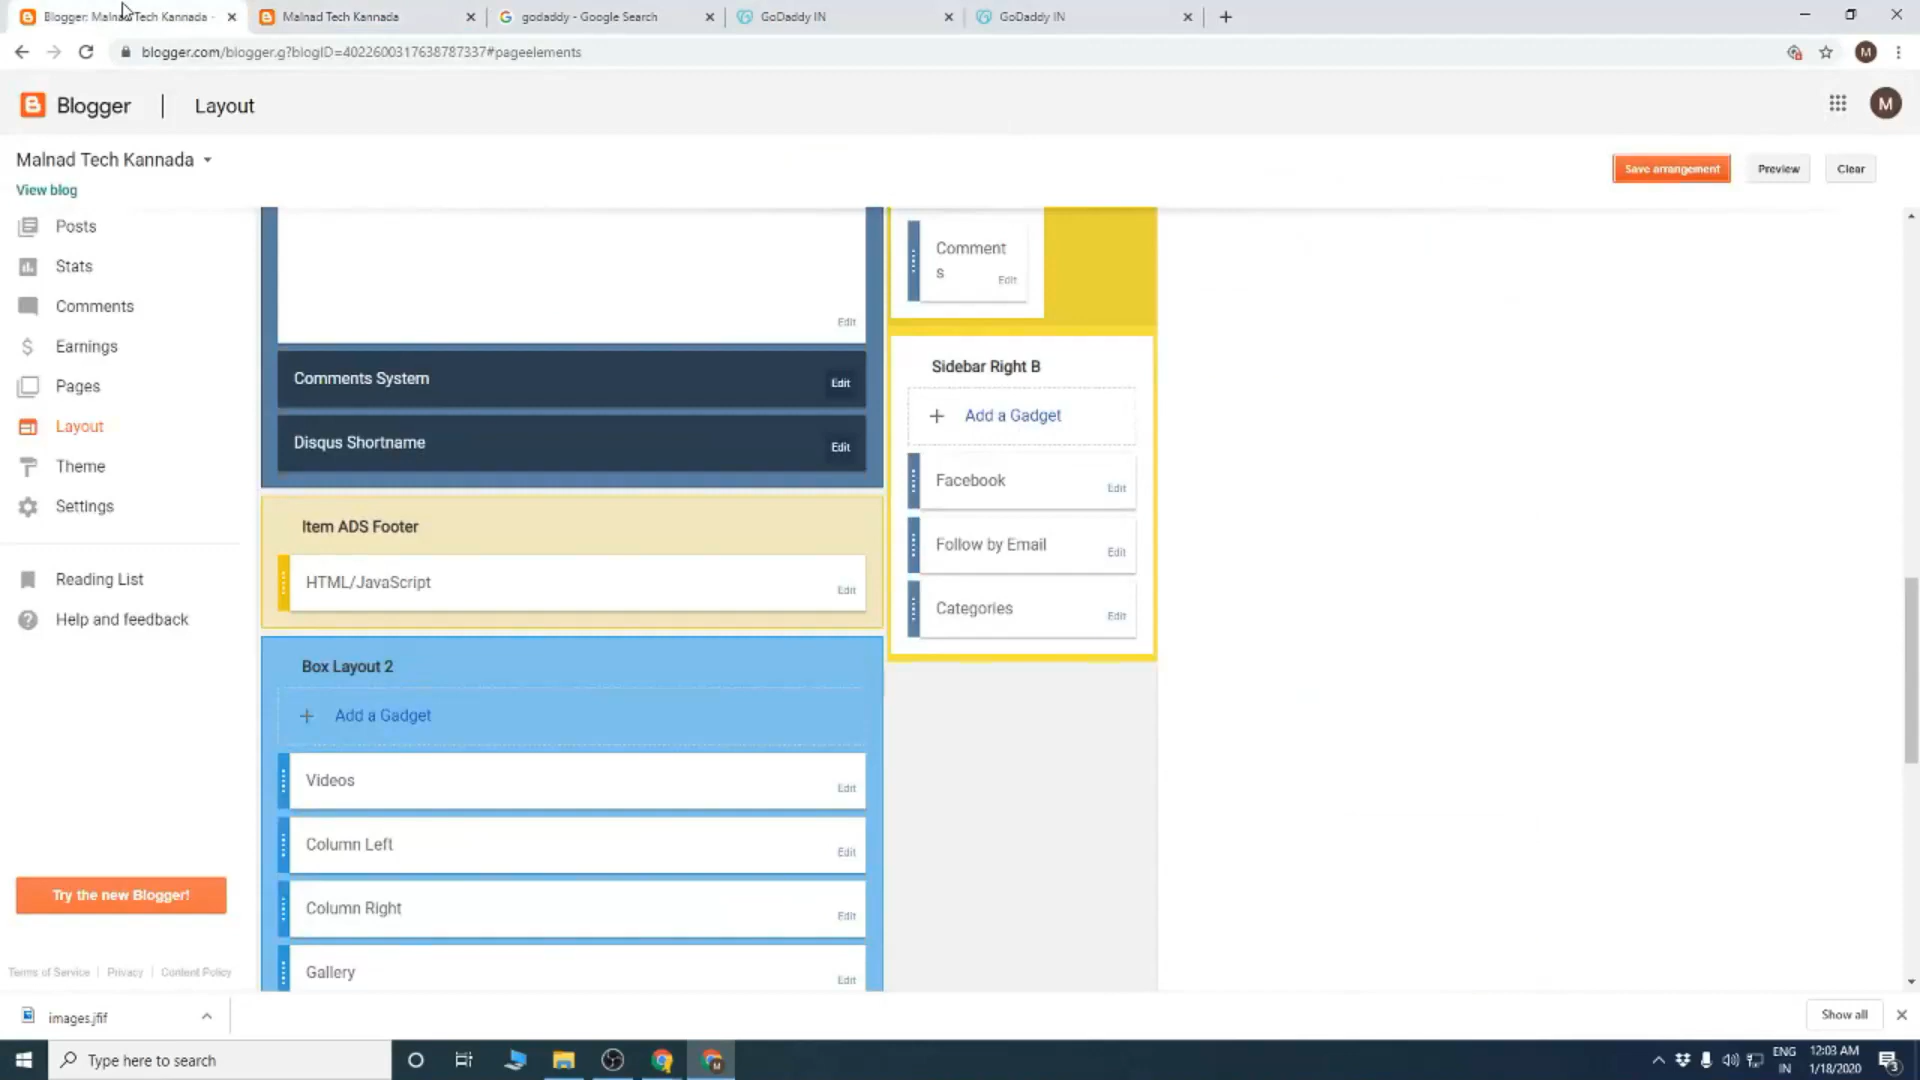 Blogger: Malnad Tech Kannada -
Malnad Tech Kannada
godaddy - Google Search
GoDaddy IN
GoDaddy IN
blogger.com/blogger.g?blogID=4022600317638787337#pageelements
M
Blogger | Layout
M
Malnad Tech Kannada
View blog
Save arrangement
Preview
Clear
Posts
Stats
Comments
Earnings
Pages
Layout
Theme
Settings
Reading List
Help and feedback
Try the new Blogger!
Terms of Service | Privacy | Content Policy
Edit
Comments System
Edit
Disqus Shortname
Edit
Item ADS Footer
HTML/JavaScript
Edit
Box Layout 2
+ Add a Gadget
Videos
Edit
Column Left
Edit
Column Right
Edit
Gallery
Edit
Comment
s
Edit
Sidebar Right B
+ Add a Gadget
Facebook
Edit
Follow by Email
Edit
Categories
Edit
images.jfif
Show all
Type here to search
ENG
IN
12:03 AM
1/18/2020
3